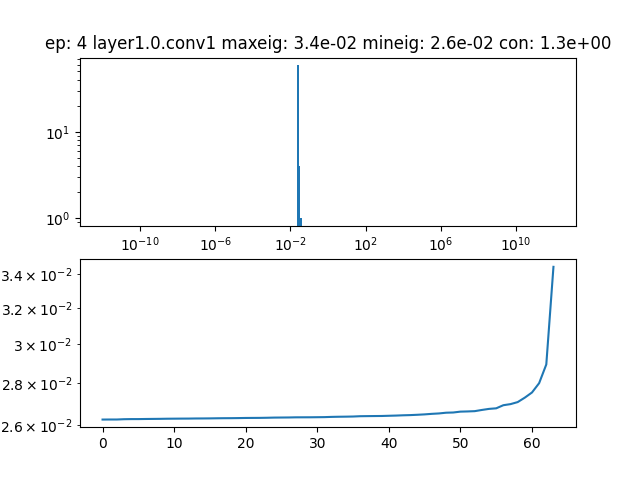 ep: 4 layer1.0.conv1 maxeig: 3.4e-02 mineig: 2.6e-02 con: 1.3e+00
10¹
10⁰
10⁻¹⁰ 10⁻⁶ 10⁻² 10² 10⁶ 10¹⁰
3.4 × 10⁻²
3.2 × 10⁻²
3 × 10⁻²
2.8 × 10⁻²
2.6 × 10⁻²
0 10 20 30 40 50 60